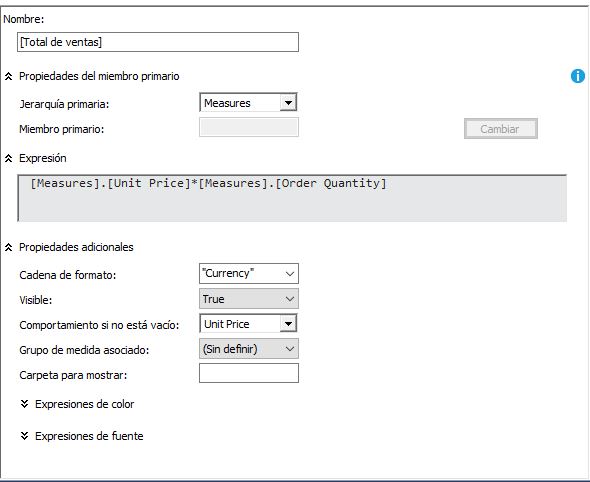 Nombre:
[Total de ventas]
Propiedades del miembro primario
Jerarquía primaria: Measures
Miembro primario: Cambiar
Expresión
[Measures].[Unit Price]*[Measures].[Order Quantity]
Propiedades adicionales
Cadena de formato: "Currency"
Visible: True
Comportamiento si no está vacío: Unit Price
Grupo de medida asociado: (Sin definir)
Carpeta para mostrar:
Expresiones de color
Expresiones de fuente